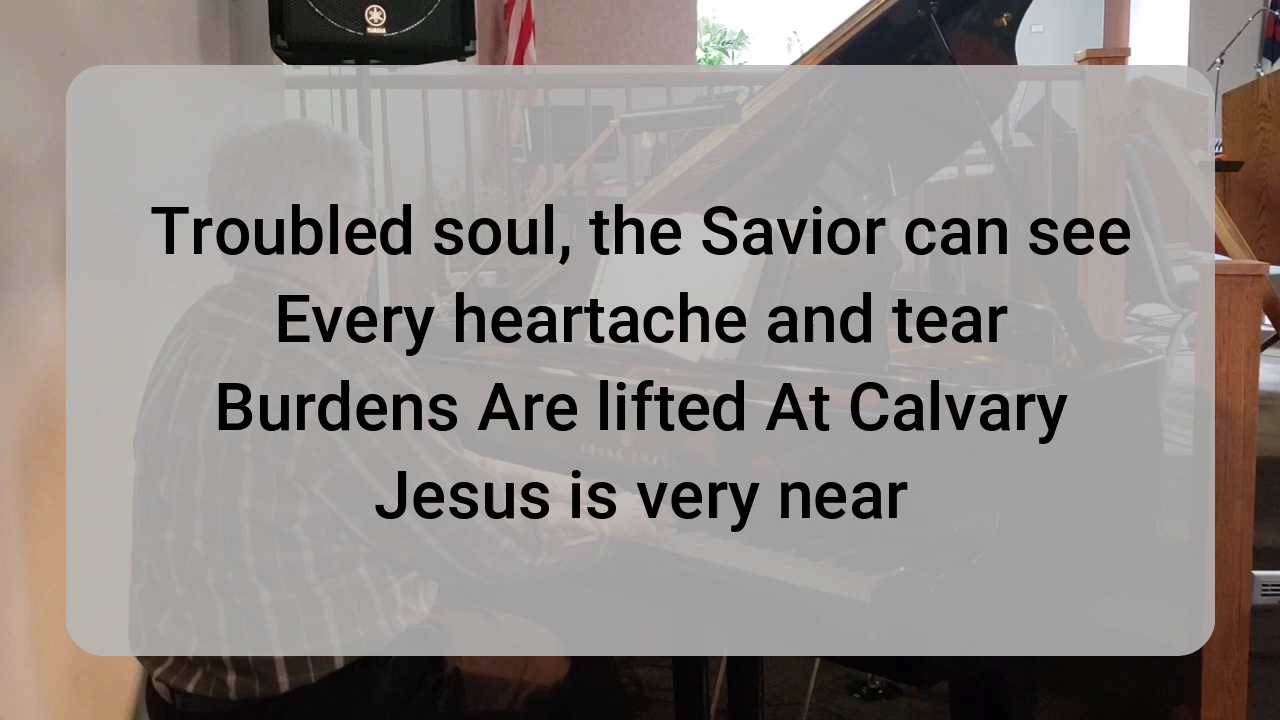 Troubled soul, the Savior can see
Every heartache and tear
Burdens Are lifted At Calvary
Jesus is very near